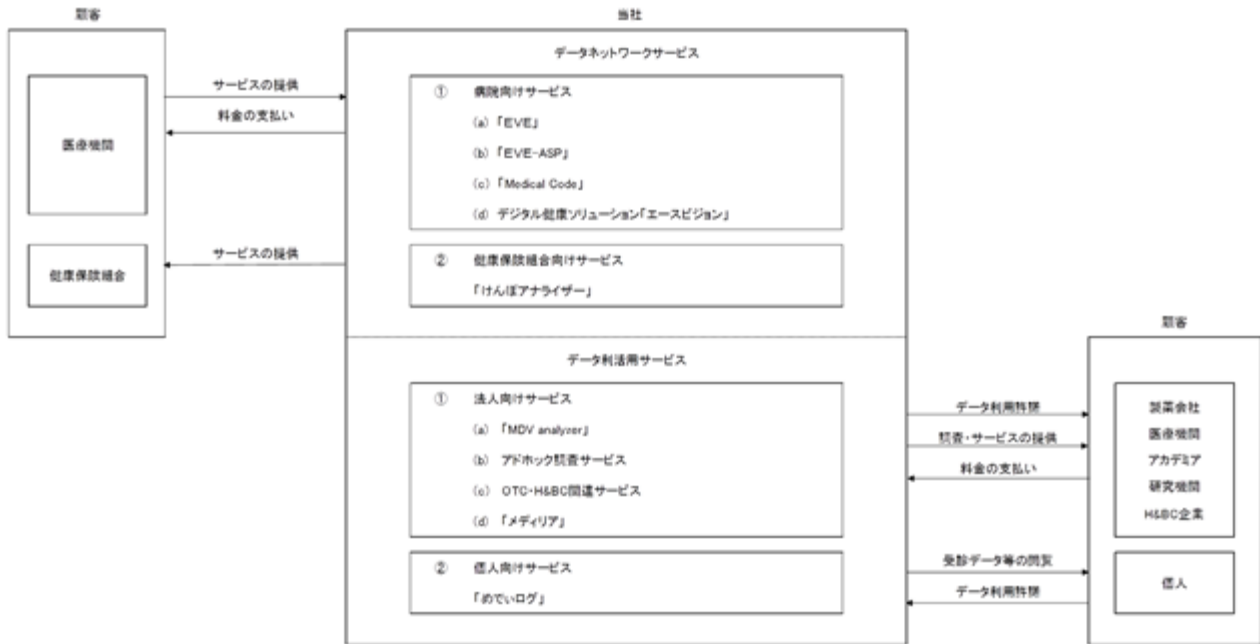 顧客
当社
データネットワークサービス
医療機関
健康保険組合
サービスの提供
料金の支払い
サービスの提供
① 病院向けサービス
(a) 「EVE」
(b) 「EVE-ASP」
(c) 「Medical Code」
(d) デジタル健康ソリューション「エースビジョン」
② 健康保険組合向けサービス
「けんぽアナライザー」
データ利活用サービス
① 法人向けサービス
(a) 「MDV analyzer」
(b) アドホック調査サービス
(c) OTC・H&BC関連サービス
(d) 「メディリア」
② 個人向けサービス
「めでぃログ」
データ利用許諾
調査・サービスの提供
料金の支払い
受診データ等の閲覧
データ利用許諾
顧客
製薬会社
医療機関
アカデミア
研究機関
H&BC企業
個人